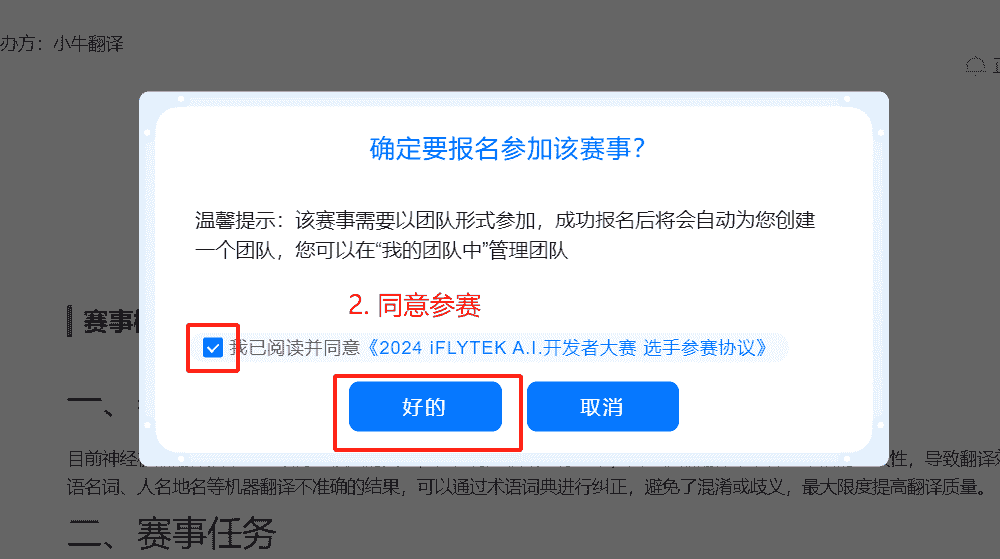 办方：小牛翻译
确定要报名参加该赛事？
温馨提示：该赛事需要以团队形式参加，成功报名后将会自动为您创建
一个团队，您可以在“我的团队中”管理团队
2. 同意参赛
赛事
我已阅读并同意《2024 iFLYTEK A.I.开发者大赛 选手参赛协议》
好的
取消
一、
目前神经
性，导致翻译
语名词、人名地名等机器翻译不准确的结果，可以通过术语词典进行纠正，避免了混淆或歧义，最大限度提高翻译质量。
二、赛事任务